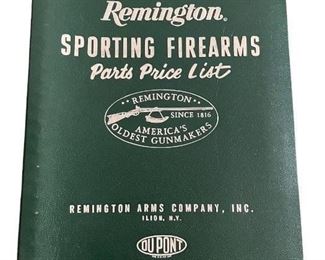 Remington®
SPORTING FIREARMS
Parts Price List
REMINGTON
SINCE 1816
AMERICA'S
OLDEST GUNMAKERS
REMINGTON ARMS COMPANY, INC.
ILION, N.Y.
DU PONT